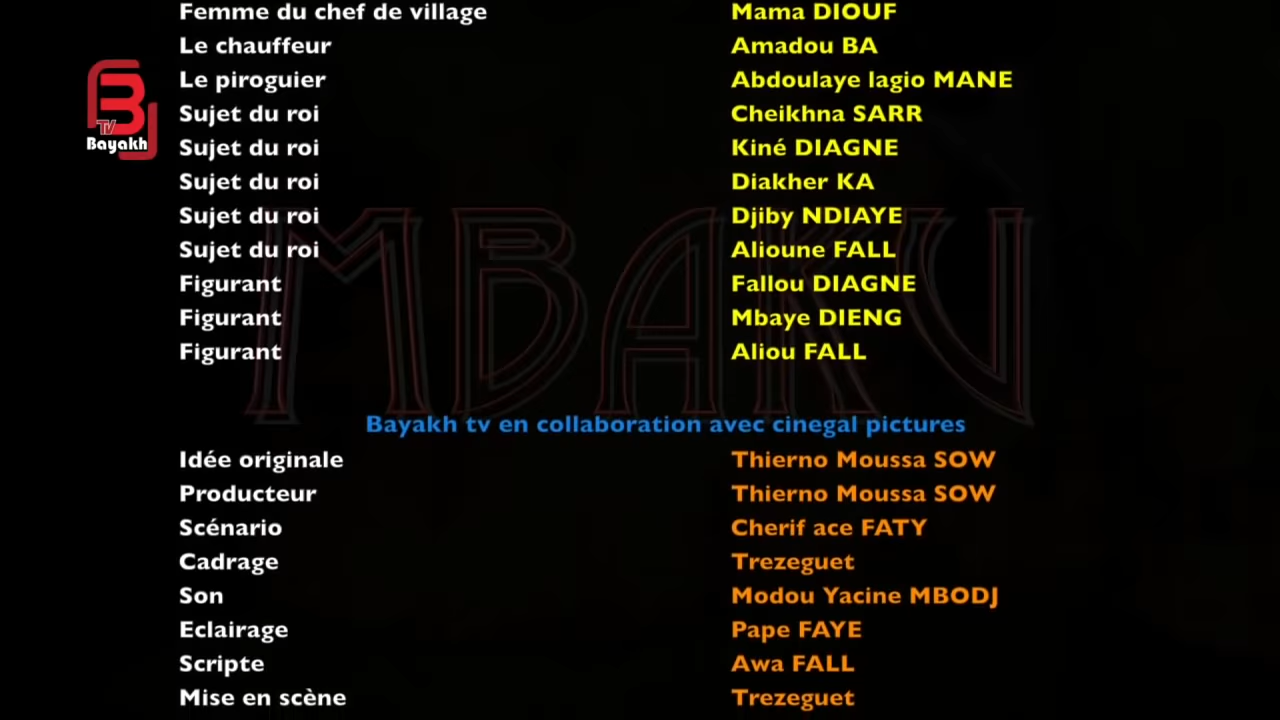 Femme du chef de village Mama DIOUF
Le chauffeur Amadou BA
Le piroguier Abdoulaye lagio MANE
Sujet du roi Cheikhna SARR
Sujet du roi Kiné DIAGNE
Sujet du roi Diakher KA
Sujet du roi Djiby NDIAYE
Sujet du roi Alioune FALL
Figurant Fallou DIAGNE
Figurant Mbaye DIENG
Figurant Aliou FALL
TV
Bayakh
MBAKU
Bayakh tv en collaboration avec cinegal pictures
Idée originale Thierno Moussa SOW
Producteur Thierno Moussa SOW
Scénario Cherif ace FATY
Cadrage Trezeguet
Son Modou Yacine MBODJ
Eclairage Pape FAYE
Scripte Awa FALL
Mise en scène Trezeguet